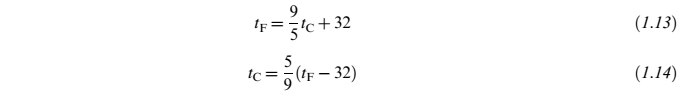 t_F = 9/5 t_C + 32 (1.13)
t_C = 5/9 (t_F − 32) (1.14)